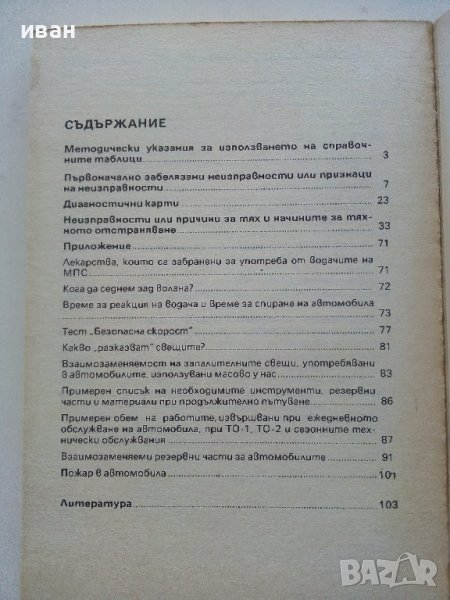 иван
СЪДЪРЖАНИЕ
Методически указания за използването на справоч-
ните таблици 3
Първоначално забелязани неизправности или признаци
на неизправности 7
Диагностични карти 23
Неизправности или причини за тях и начините за тях-
ното отстраняване 33
Приложение 71
Лекарства, които са забранени за употреба от водачите на
МПС 71
Кога да седнем зад волана? 72
Време за реакция на водача и време за спиране на автомобила
73
Тест „Безопасна скорост" 77
Какво „разказват" свещите? 81
Взаимозаменяемост на запалителните свещи, употребявани
в автомобилите, използувани масово у нас 83
Примерен списък на необходимите инструменти, резервни
части и материали при продължително пътуване 86
Примерен обем на работите, извършвани при ежедневното
обслужване на автомобила, при ТО-1, ТО-2 и сезонните тех-
нически обслужвания 87
Взаимозаменяеми резервни части за автомобилите 91
Пожар в автомобила 101
Литература 103
BAZAR